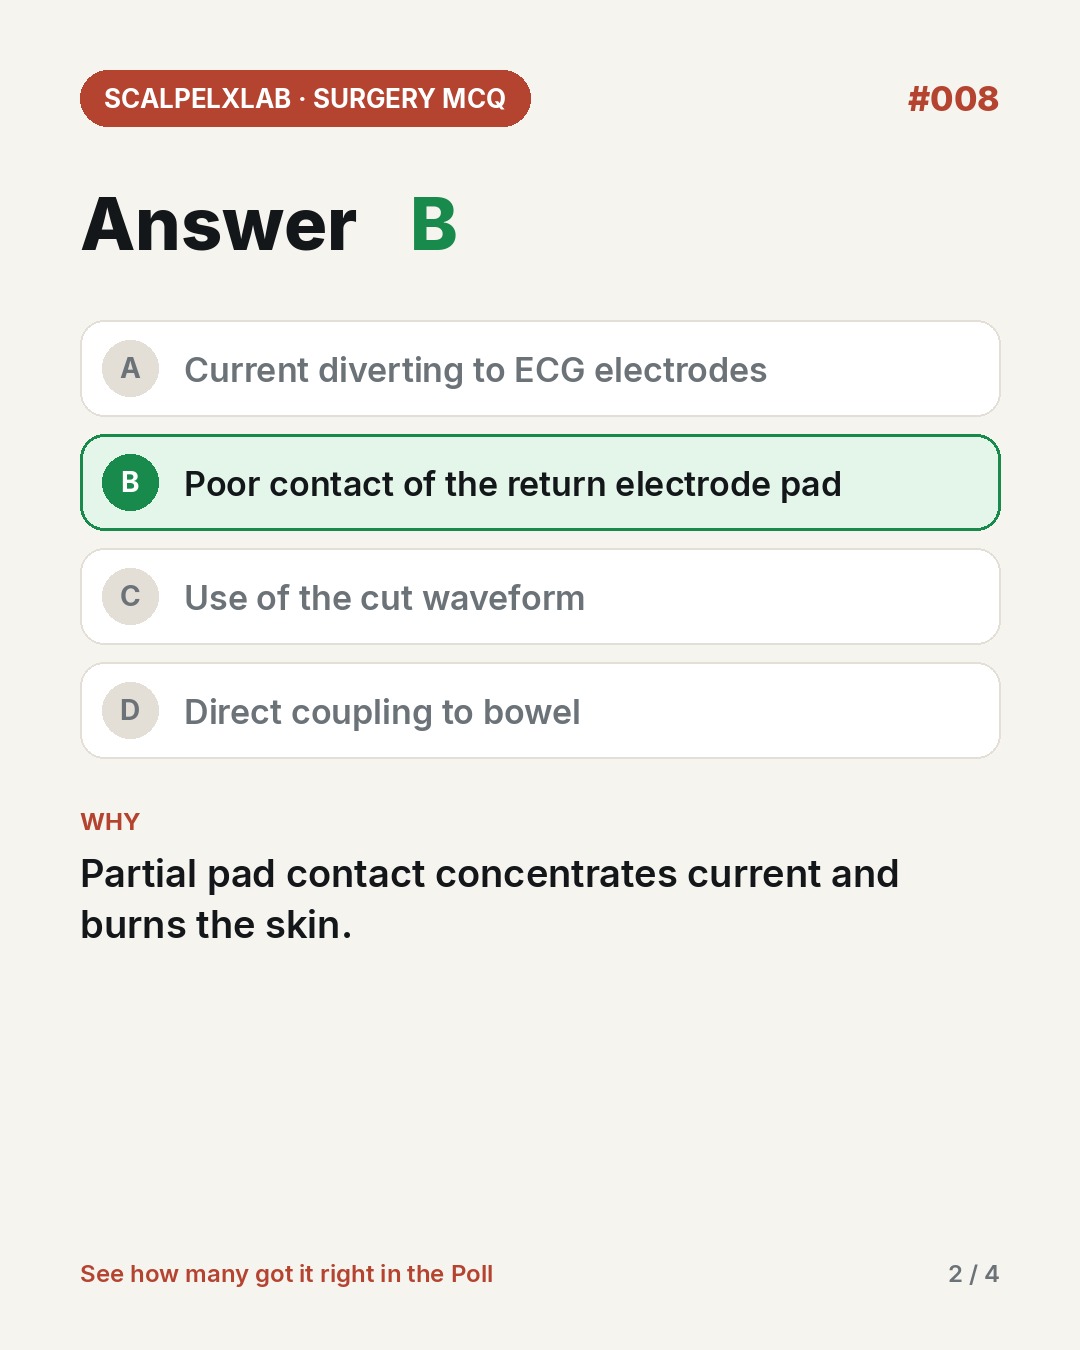 SCALPELXLAB · SURGERY MCQ
#008
Answer B
A Current diverting to ECG electrodes
B Poor contact of the return electrode pad
C Use of the cut waveform
D Direct coupling to bowel
WHY
Partial pad contact concentrates current and
burns the skin.
See how many got it right in the Poll
2 / 4